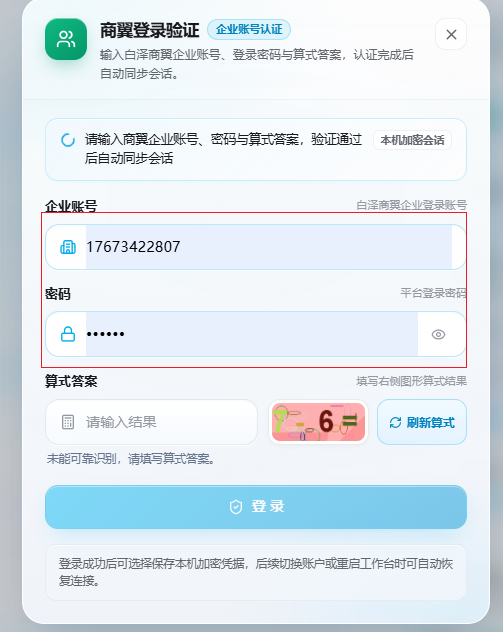 商翼登录验证 企业账号认证
输入白泽商翼企业账号、登录密码与算式答案，认证完成后
自动同步会话。
请输入商翼企业账号、密码与算式答案，验证通过
后自动同步会话
本机加密会话
企业账号 白泽商翼企业登录账号
17673422807
密码 平台登录密码
••••••
算式答案 填写右侧图形算式结果
请输入结果
6 =
刷新算式
未能可靠识别，请填写算式答案。
登录
登录成功后可选择保存本机加密凭据，后续切换账户或重启工作台时可自动恢
复连接。